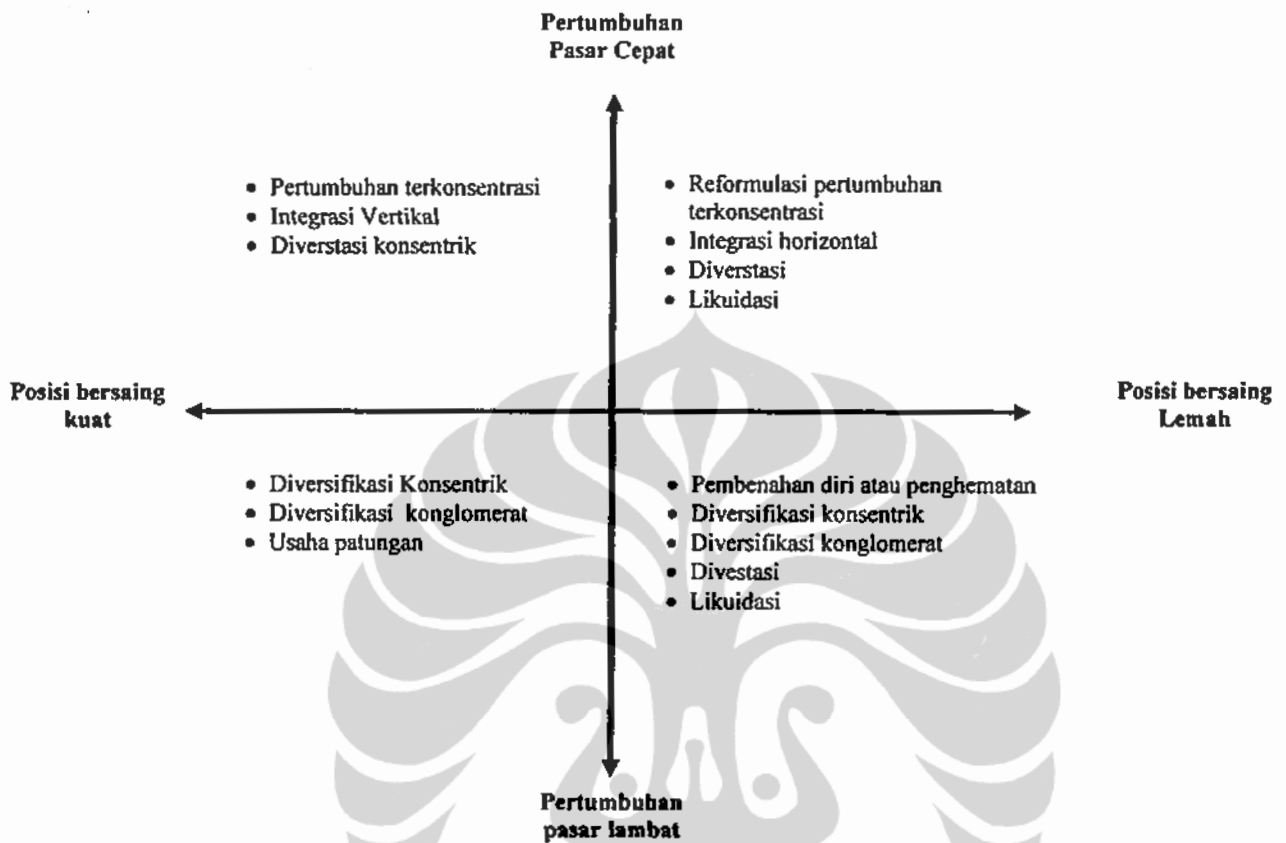 Pertumbuhan
Pasar Cepat
• Pertumbuhan terkonsentrasi
• Integrasi Vertikal
• Diverstasi konsentrik
• Reformulasi pertumbuhan
terkonsentrasi
• Integrasi horizontal
• Diverstasi
• Likuidasi
Posisi bersaing
kuat
Posisi bersaing
Lemah
• Diversifikasi Konsentrik
• Diversifikasi konglomerat
• Usaha patungan
• Pembenahan diri atau penghematan
• Diversifikasi konsentrik
• Diversifikasi konglomerat
• Divestasi
• Likuidasi
Pertumbuhan
pasar lambat